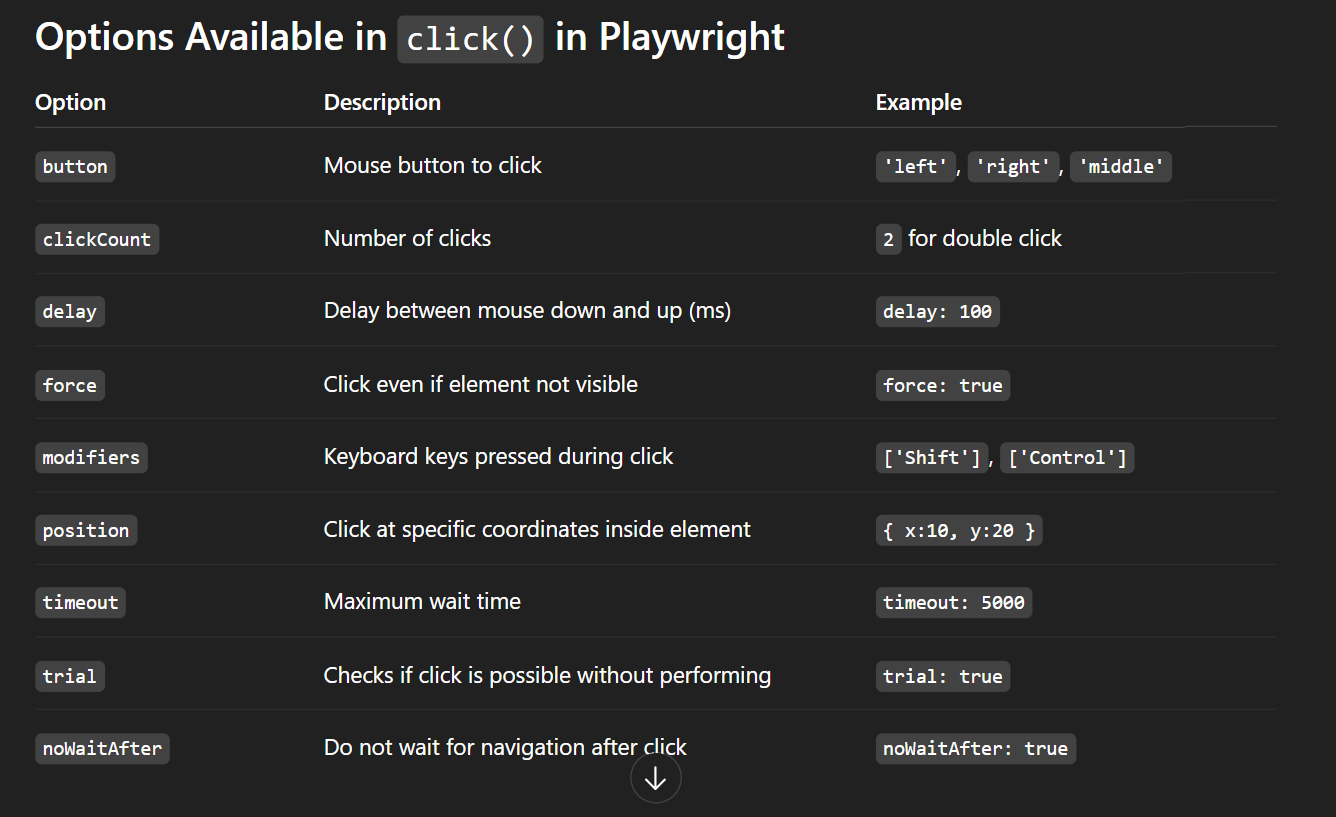 Options Available in click() in Playwright
Option Description Example
button Mouse button to click 'left', 'right', 'middle'
clickCount Number of clicks 2 for double click
delay Delay between mouse down and up (ms) delay: 100
force Click even if element not visible force: true
modifiers Keyboard keys pressed during click ['Shift'], ['Control']
position Click at specific coordinates inside element { x:10, y:20 }
timeout Maximum wait time timeout: 5000
trial Checks if click is possible without performing trial: true
noWaitAfter Do not wait for navigation after click noWaitAfter: true